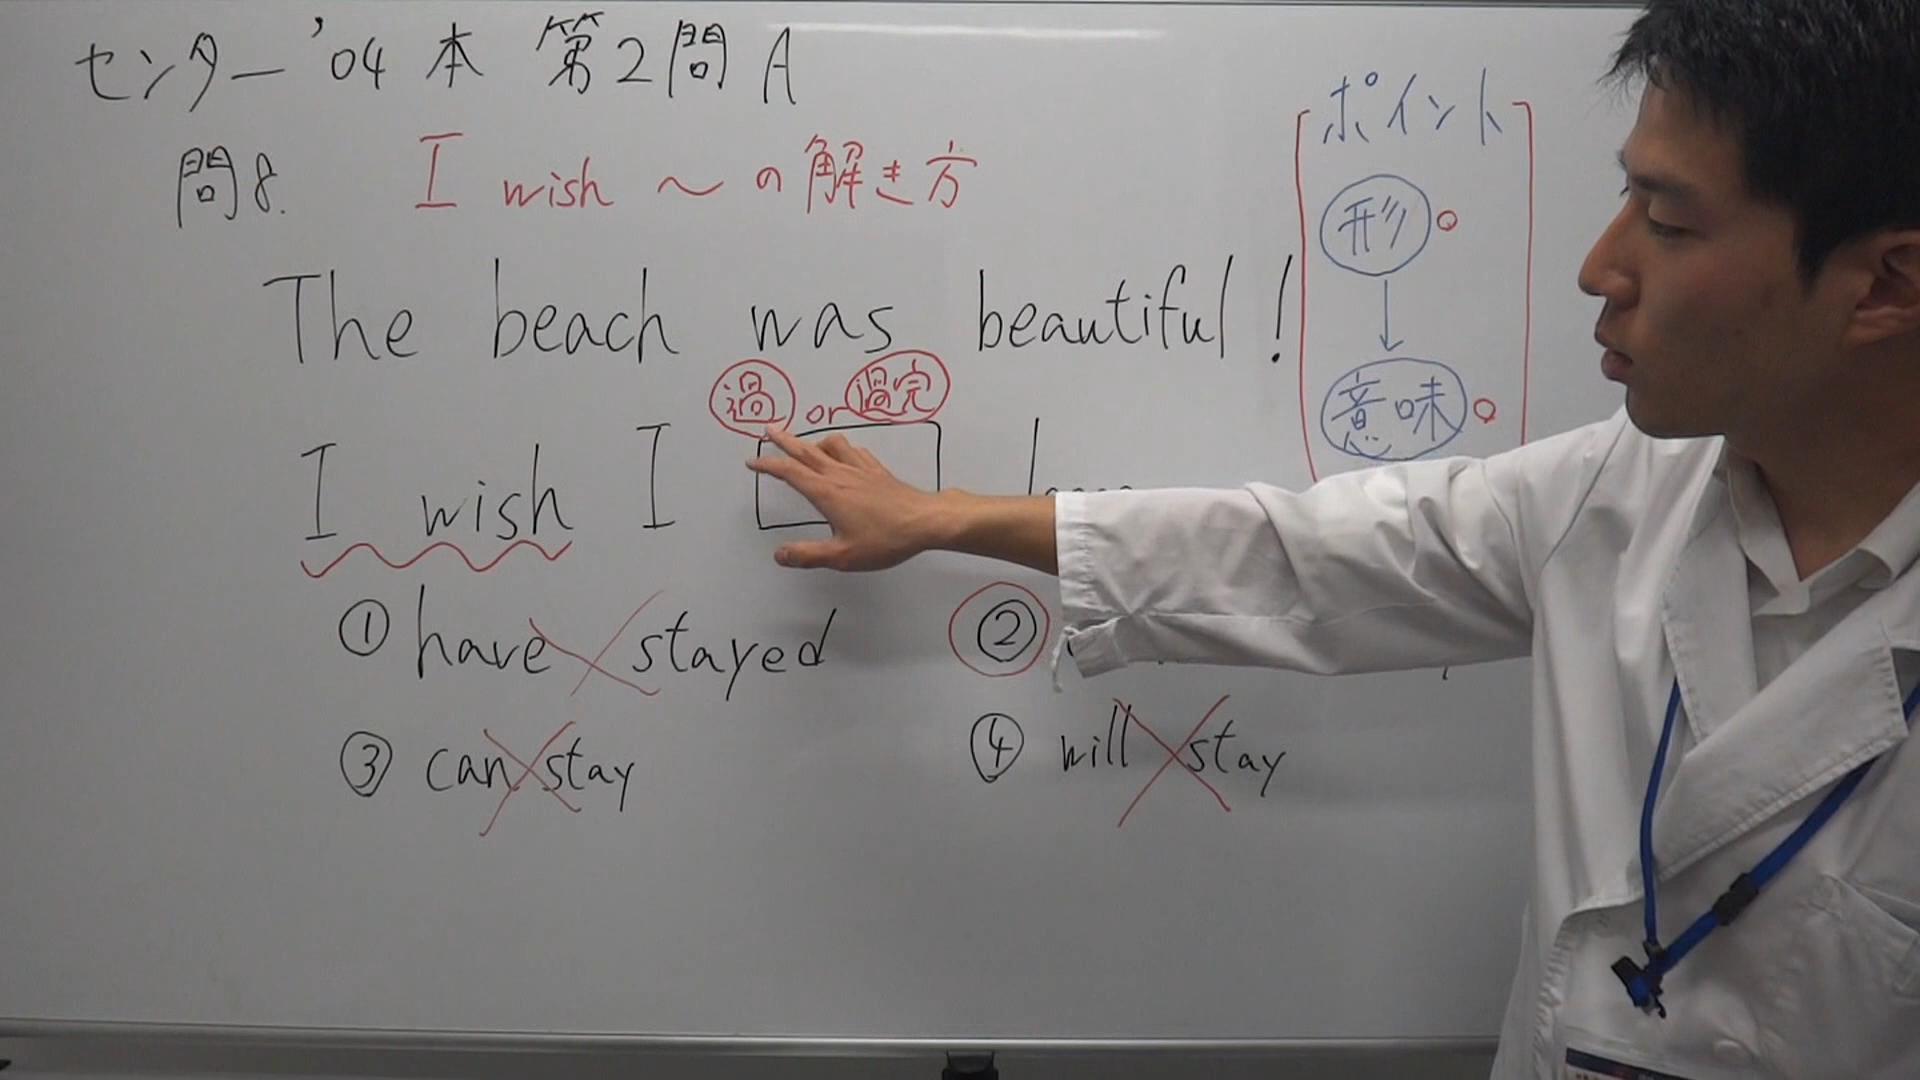 センター '04 本 第2問 A
問8. I wish ～の解き方
The beach was beautiful!
過 or 過完
I wish I
① have stayed ②
③ can stay ④ will stay
ポイント
形
意味